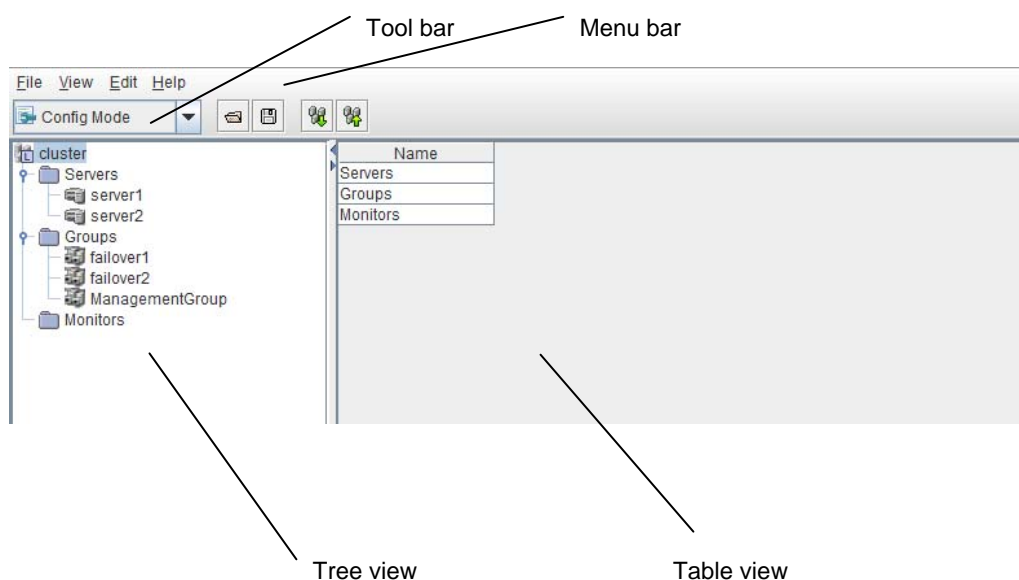 Tool bar
Menu bar
File View Edit Help
Config Mode
cluster
Servers
server1
server2
Groups
failover1
failover2
ManagementGroup
Monitors
Name
Servers
Groups
Monitors
Tree view
Table view